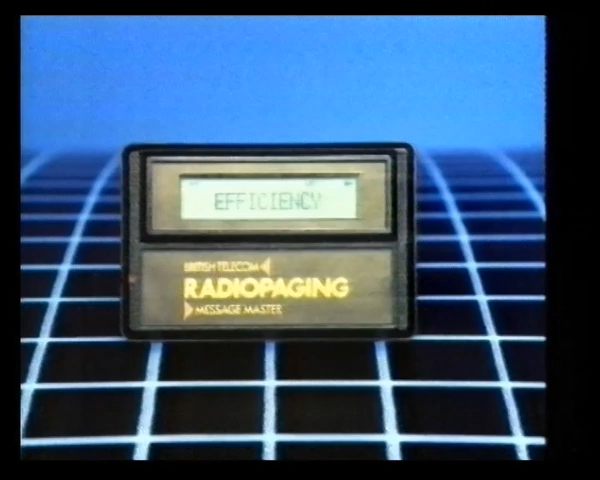 EFFICIENCY
BRITISH TELECOM
RADIOPAGING
MESSAGE MASTER